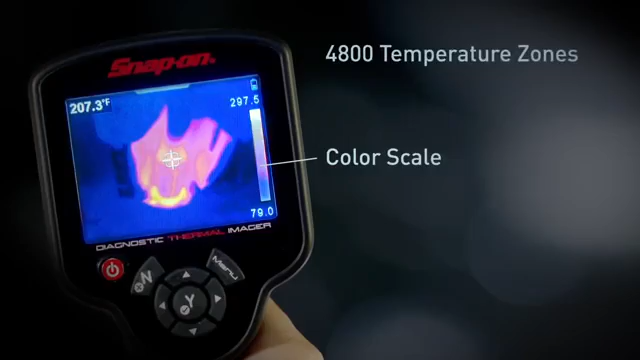 4800 Temperature Zones
Snap-on
207.3°F
297.5
Color Scale
79.0
DIAGNOSTIC THERMAL IMAGER
N
Menu
Y